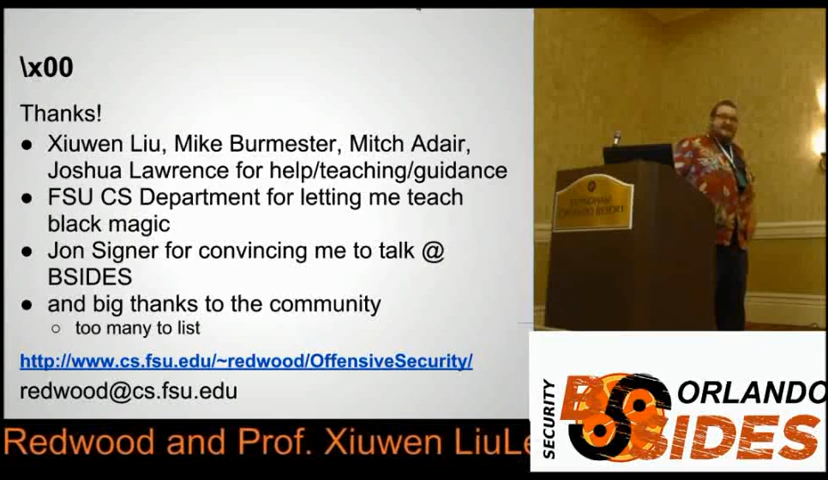 \x00
Thanks!
● Xiuwen Liu, Mike Burmester, Mitch Adair,
Joshua Lawrence for help/teaching/guidance
● FSU CS Department for letting me teach
black magic
● Jon Signer for convincing me to talk @
BSIDES
● and big thanks to the community
○ too many to list
http://www.cs.fsu.edu/~redwood/OffensiveSecurity/
redwood@cs.fsu.edu
Redwood and Prof. Xiuwen LiuLe
SECURITY
BSIDES
ORLANDO